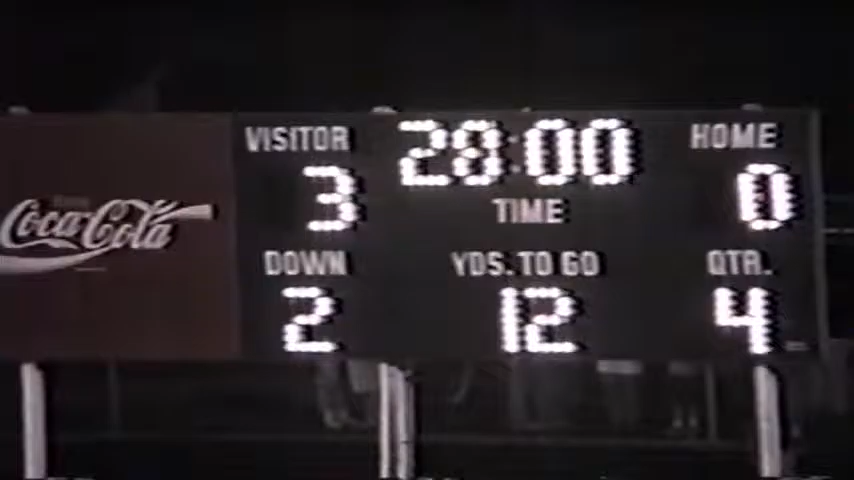 VISITOR 28:00 HOME
3 TIME 0
Coca-Cola
DOWN YDS. TO GO QTR.
2 12 4